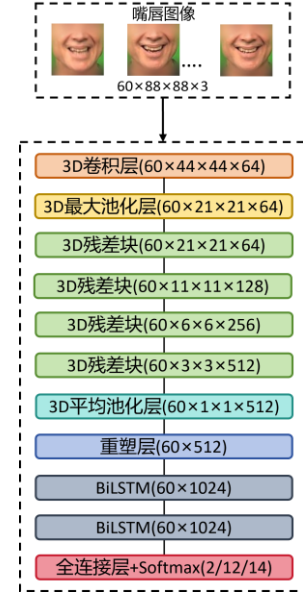 嘴唇图像
....
60×88×88×3
3D卷积层(60×44×44×64)
3D最大池化层(60×21×21×64)
3D残差块(60×21×21×64)
3D残差块(60×11×11×128)
3D残差块(60×6×6×256)
3D残差块(60×3×3×512)
3D平均池化层(60×1×1×512)
重塑层(60×512)
BiLSTM(60×1024)
BiLSTM(60×1024)
全连接层+Softmax(2/12/14)